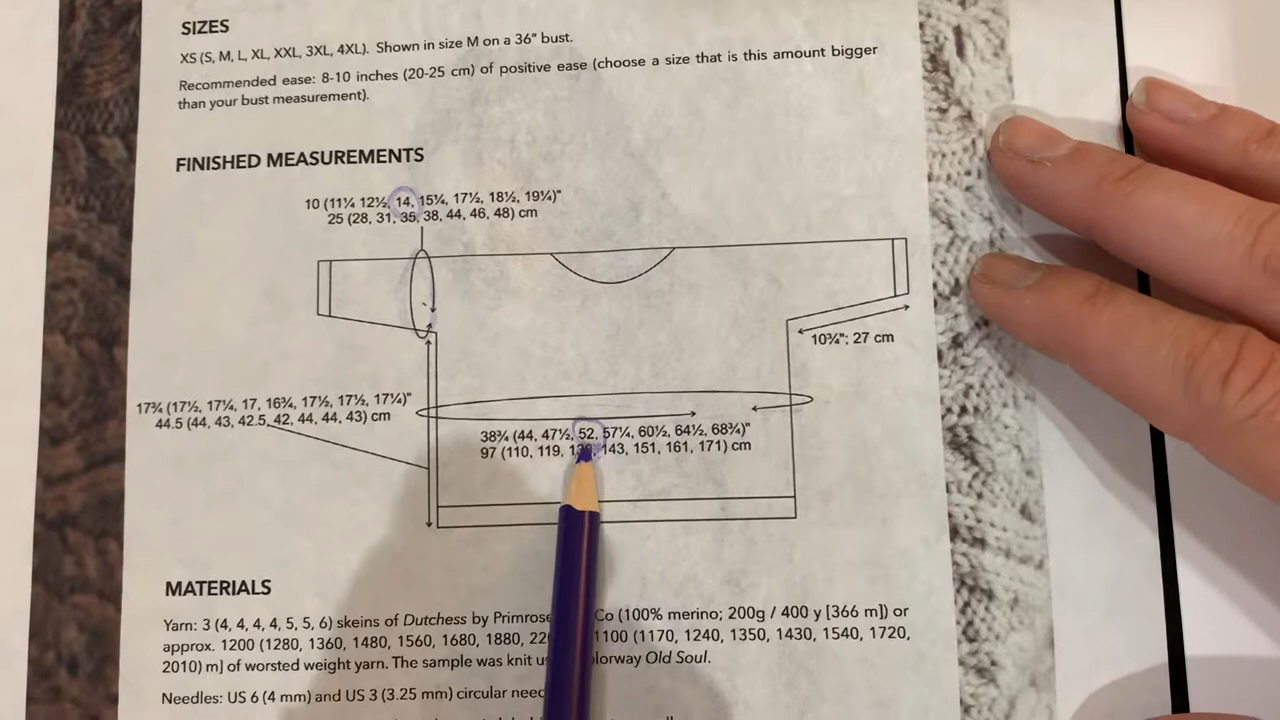 SIZES
XS (S, M, L, XL, XXL, 3XL, 4XL). Shown in size M on a 36" bust.
Recommended ease: 8-10 inches (20-25 cm) of positive ease (choose a size that is this amount bigger
than your bust measurement).
FINISHED MEASUREMENTS
10 (11¼ 12½, 14, 15¼, 17½, 18½, 19¼)"
25 (28, 31, 35, 38, 44, 46, 48) cm
10¾"; 27 cm
17¾ (17½, 17¼, 17, 16¾, 17½, 17½, 17¼)"
44.5 (44, 43, 42.5, 42, 44, 44, 43) cm
38¾ (44, 47½, 52, 57¼, 60½, 64½, 68¾)"
97 (110, 119, 143, 151, 161, 171) cm
MATERIALS
Yarn: 3 (4, 4, 4, 4, 5, 5, 6) skeins of Dutchess by Primrose Co (100% merino; 200g / 400 y [366 m]) or
approx. 1200 (1280, 1360, 1480, 1560, 1680, 1880, 1100 (1170, 1240, 1350, 1430, 1540, 1720,
2010) m] of worsted weight yarn. The sample was knit Old Soul.
Needles: US 6 (4 mm) and US 3 (3.25 mm) circular